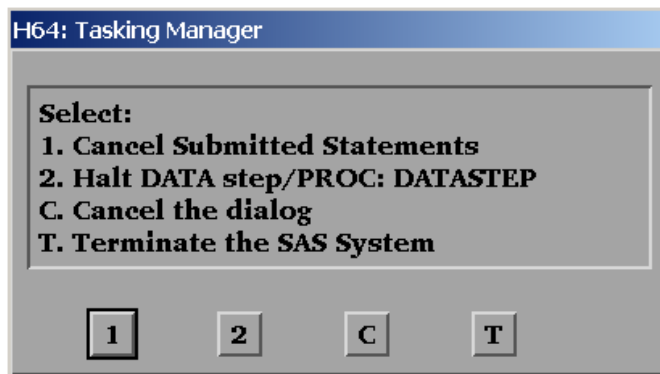 H64: Tasking Manager
Select:
1. Cancel Submitted Statements
2. Halt DATA step/PROC: DATASTEP
C. Cancel the dialog
T. Terminate the SAS System
1 2 C T